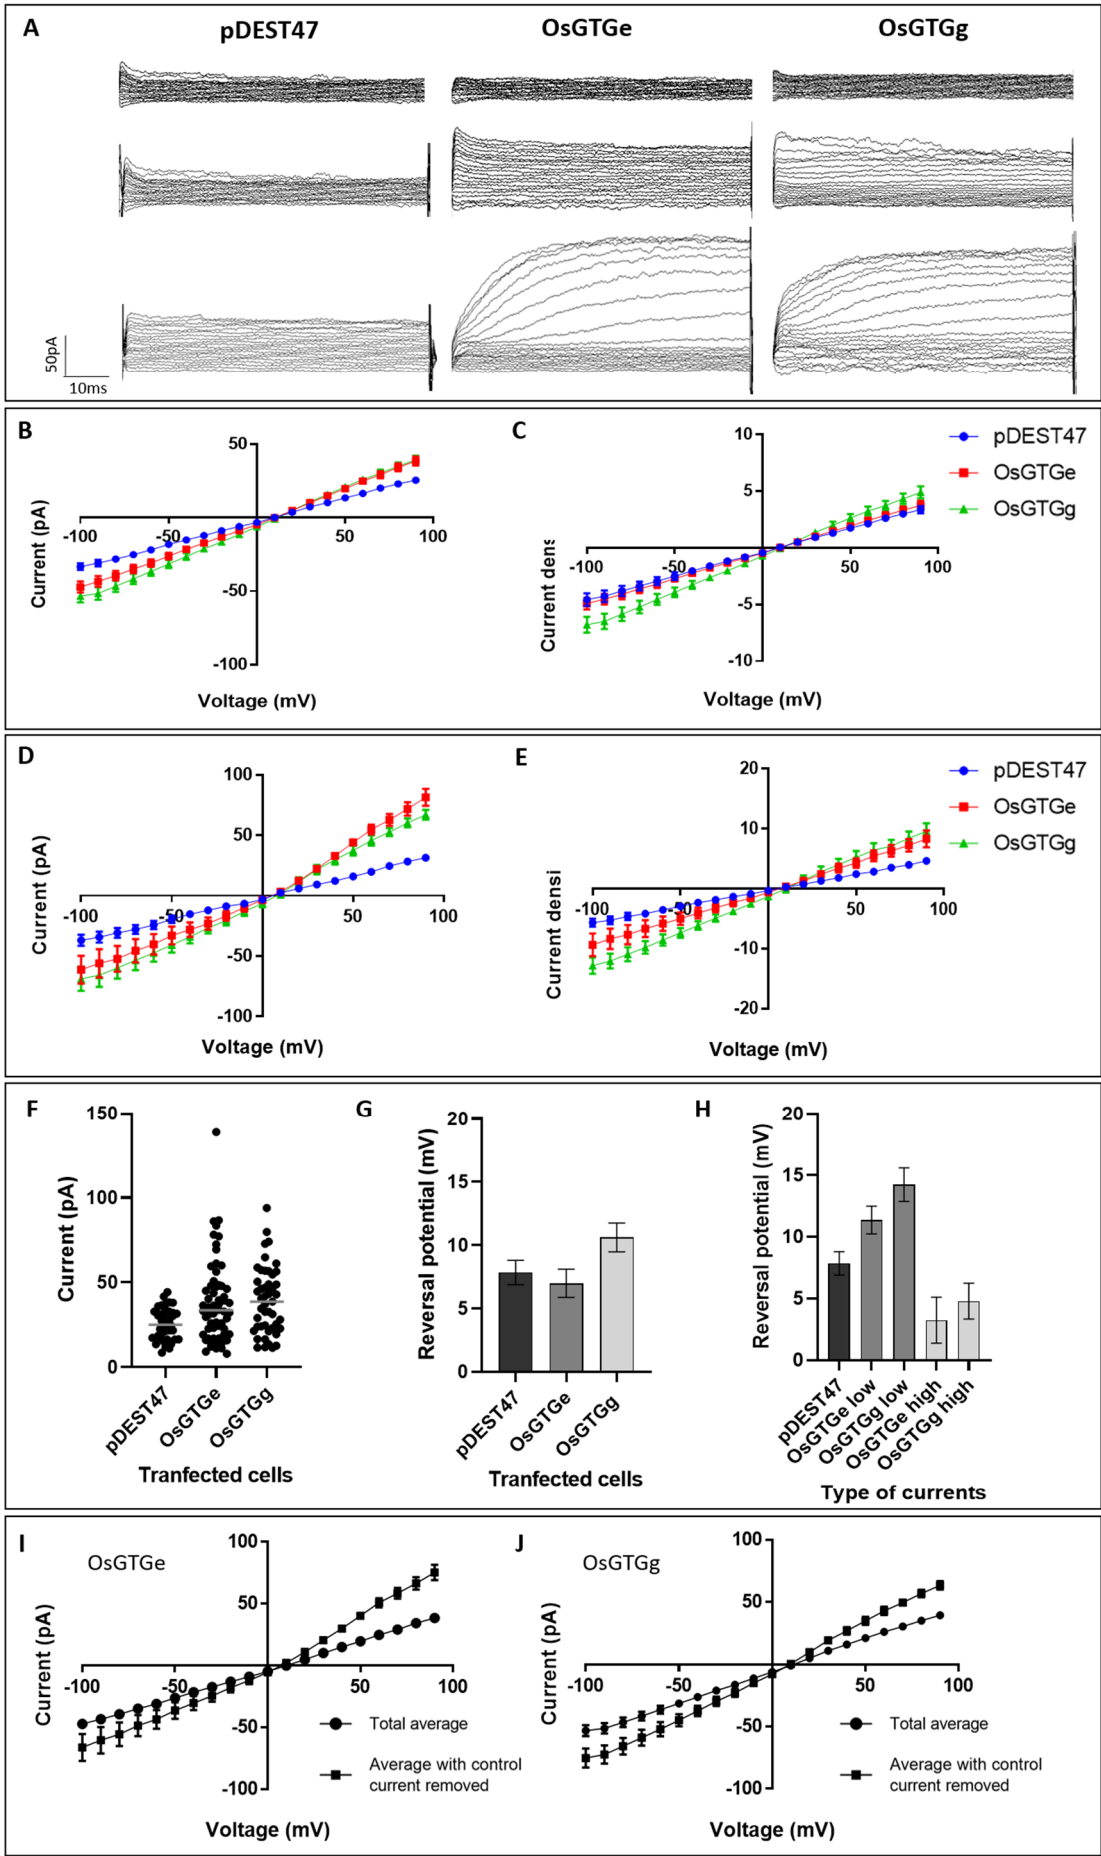 A
pDEST47
OsGTGe
OsGTGg
50pA
10ms
B
50
-100
-50
50
100
-50
-100
Current (pA)
Voltage (mV)
C
10
5
-100
-50
50
100
-5
-10
Current dens
Voltage (mV)
pDEST47
OsGTGe
OsGTGg
D
100
50
-100
-50
50
100
-50
-100
Current (pA)
Voltage (mV)
E
20
10
-100
-50
50
100
-10
-20
Current densi
Voltage (mV)
pDEST47
OsGTGe
OsGTGg
F
150
100
50
0
Current (pA)
pDEST47
OsGTGe
OsGTGg
Tranfected cells
G
20
15
10
5
0
Reversal potential (mV)
pDEST47
OsGTGe
OsGTGg
Tranfected cells
H
20
15
10
5
0
Reversal potential (mV)
pDEST47
OsGTGe low
OsGTGg low
OsGTGe high
OsGTGg high
Type of currents
I
OsGTGe
100
50
-100
-50
50
100
-50
-100
Current (pA)
Total average
Average with control
current removed
Voltage (mV)
J
OsGTGg
100
50
-100
-50
50
100
-50
-100
Current (pA)
Total average
Average with control
current removed
Voltage (mV)